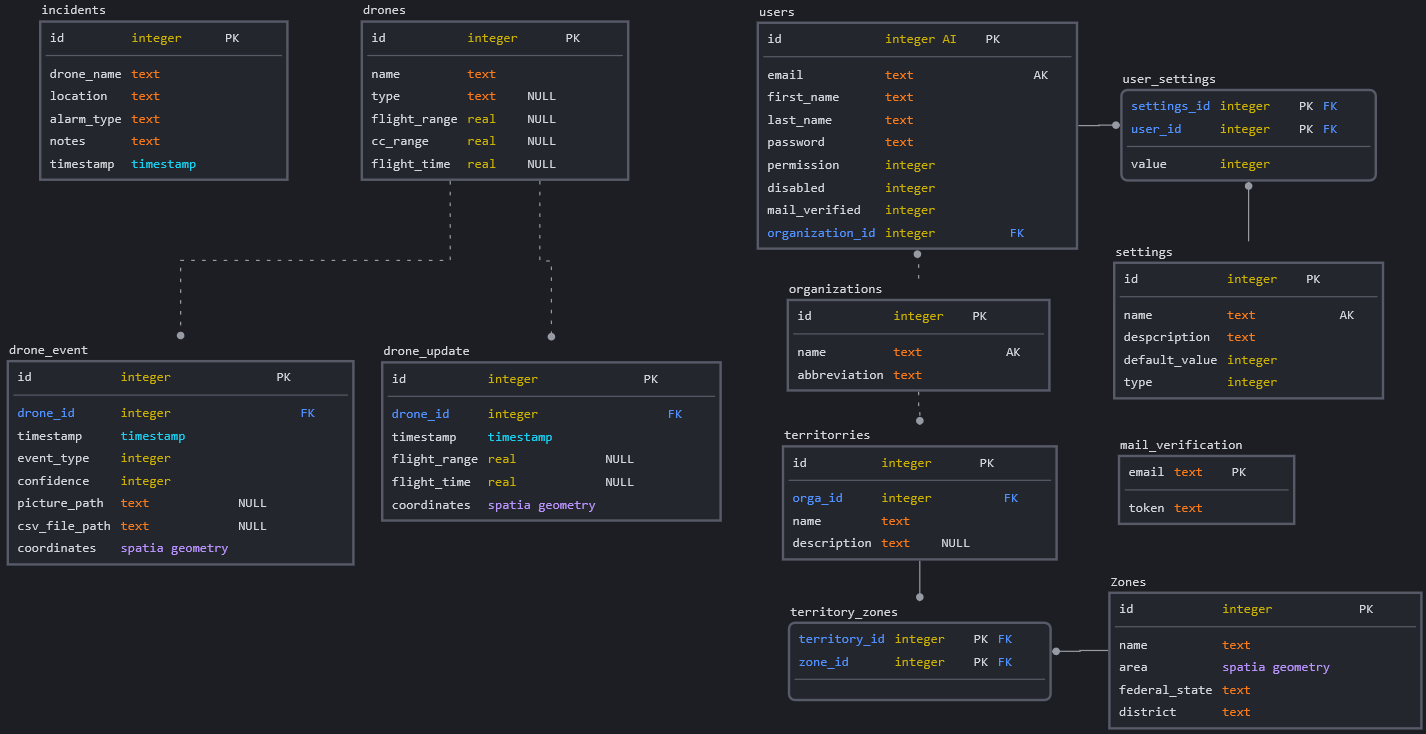 incidents
id integer PK
drone_name text
location text
alarm_type text
notes text
timestamp timestamp
drones
id integer PK
name text
type text NULL
flight_range real NULL
cc_range real NULL
flight_time real NULL
users
id integer AI PK
email text AK
first_name text
last_name text
password text
permission integer
disabled integer
mail_verified integer
organization_id integer FK
user_settings
settings_id integer PK FK
user_id integer PK FK
value integer
settings
id integer PK
name text AK
despcription text
default_value integer
type integer
organizations
id integer PK
name text AK
abbreviation text
drone_event
id integer PK
drone_id integer FK
timestamp timestamp
event_type integer
confidence integer
picture_path text NULL
csv_file_path text NULL
coordinates spatia geometry
drone_update
id integer PK
drone_id integer FK
timestamp timestamp
flight_range real NULL
flight_time real NULL
coordinates spatia geometry
territorries
id integer PK
orga_id integer FK
name text
description text NULL
mail_verification
email text PK
token text
territory_zones
territory_id integer PK FK
zone_id integer PK FK
Zones
id integer PK
name text
area spatia geometry
federal_state text
district text